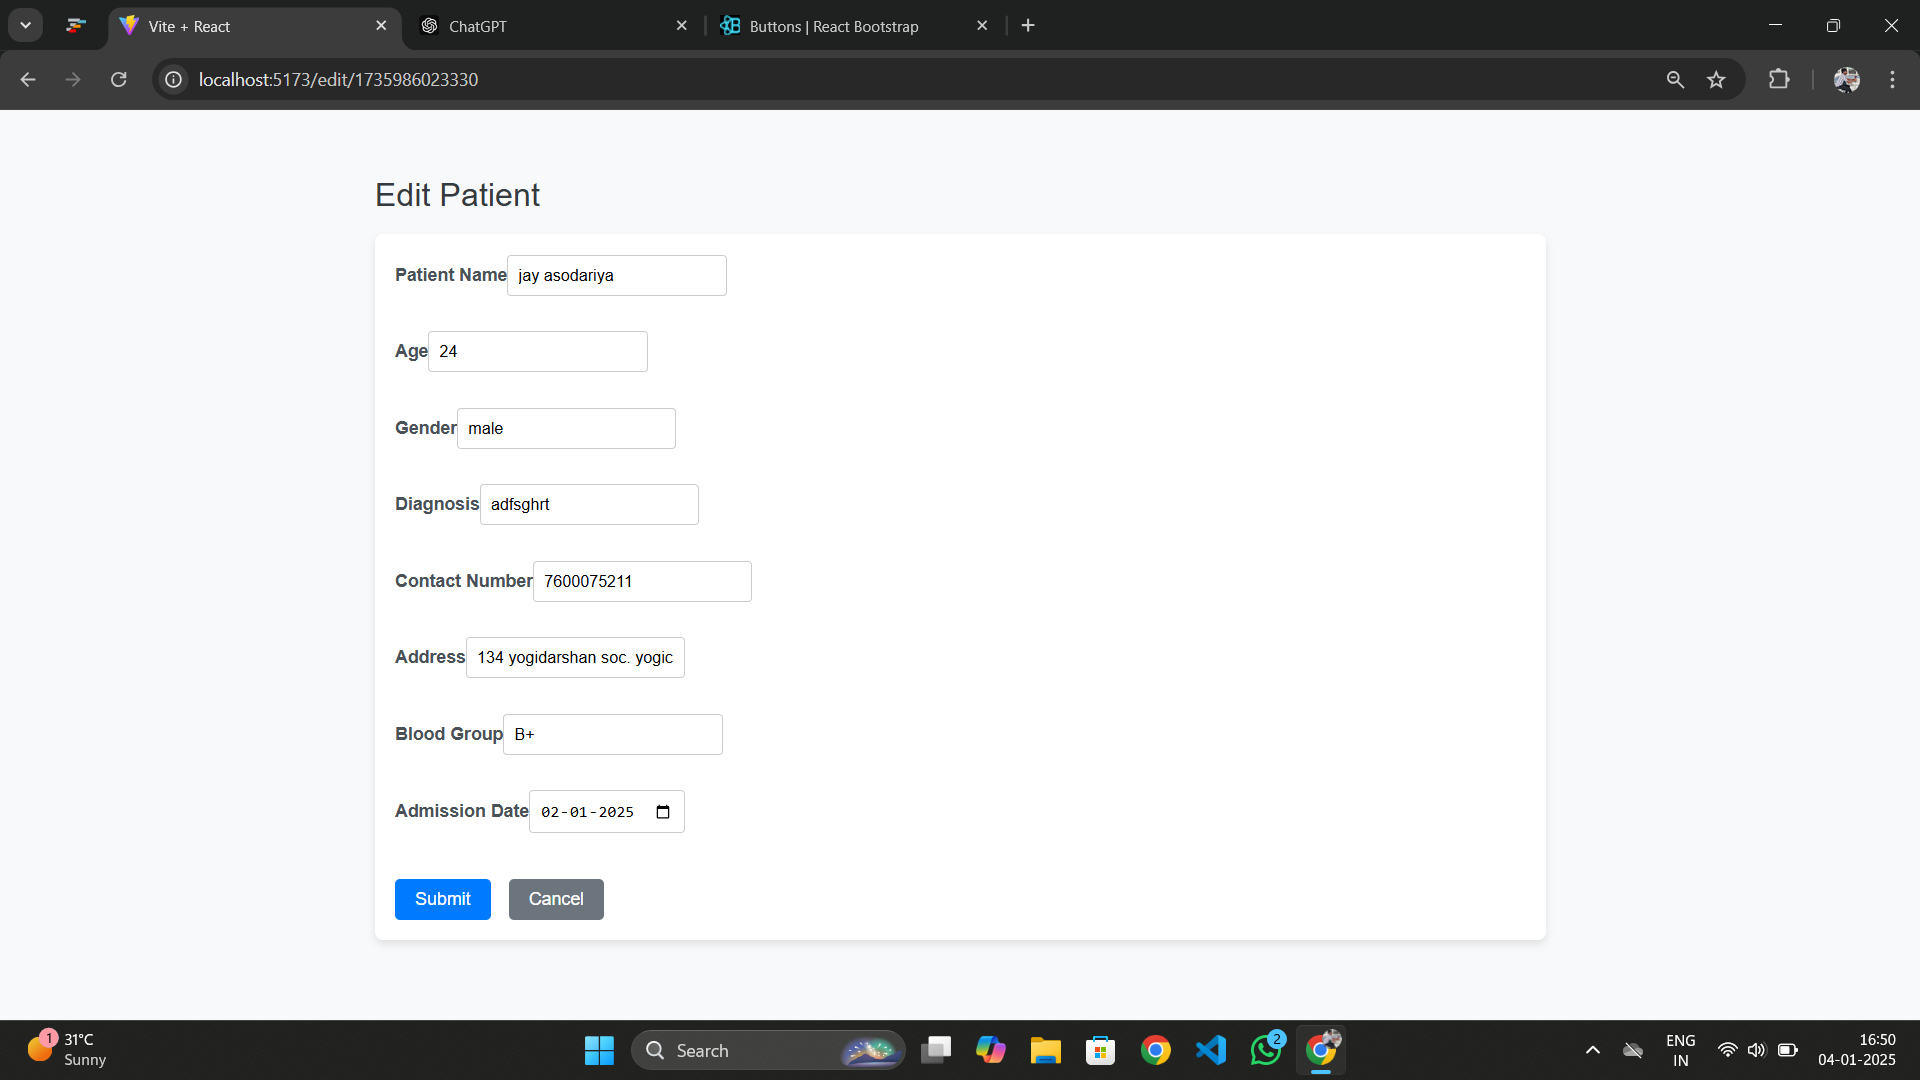 Vite + React
ChatGPT
Buttons | React Bootstrap
localhost:5173/edit/1735986023330
Edit Patient
Patient Name jay asodariya
Age 24
Gender male
Diagnosis adfsghrt
Contact Number 7600075211
Address 134 yogidarshan soc. yogic
Blood Group B+
Admission Date 02-01-2025
Submit Cancel
1
31°C
Sunny
Search
2
ENG
IN
16:50
04-01-2025